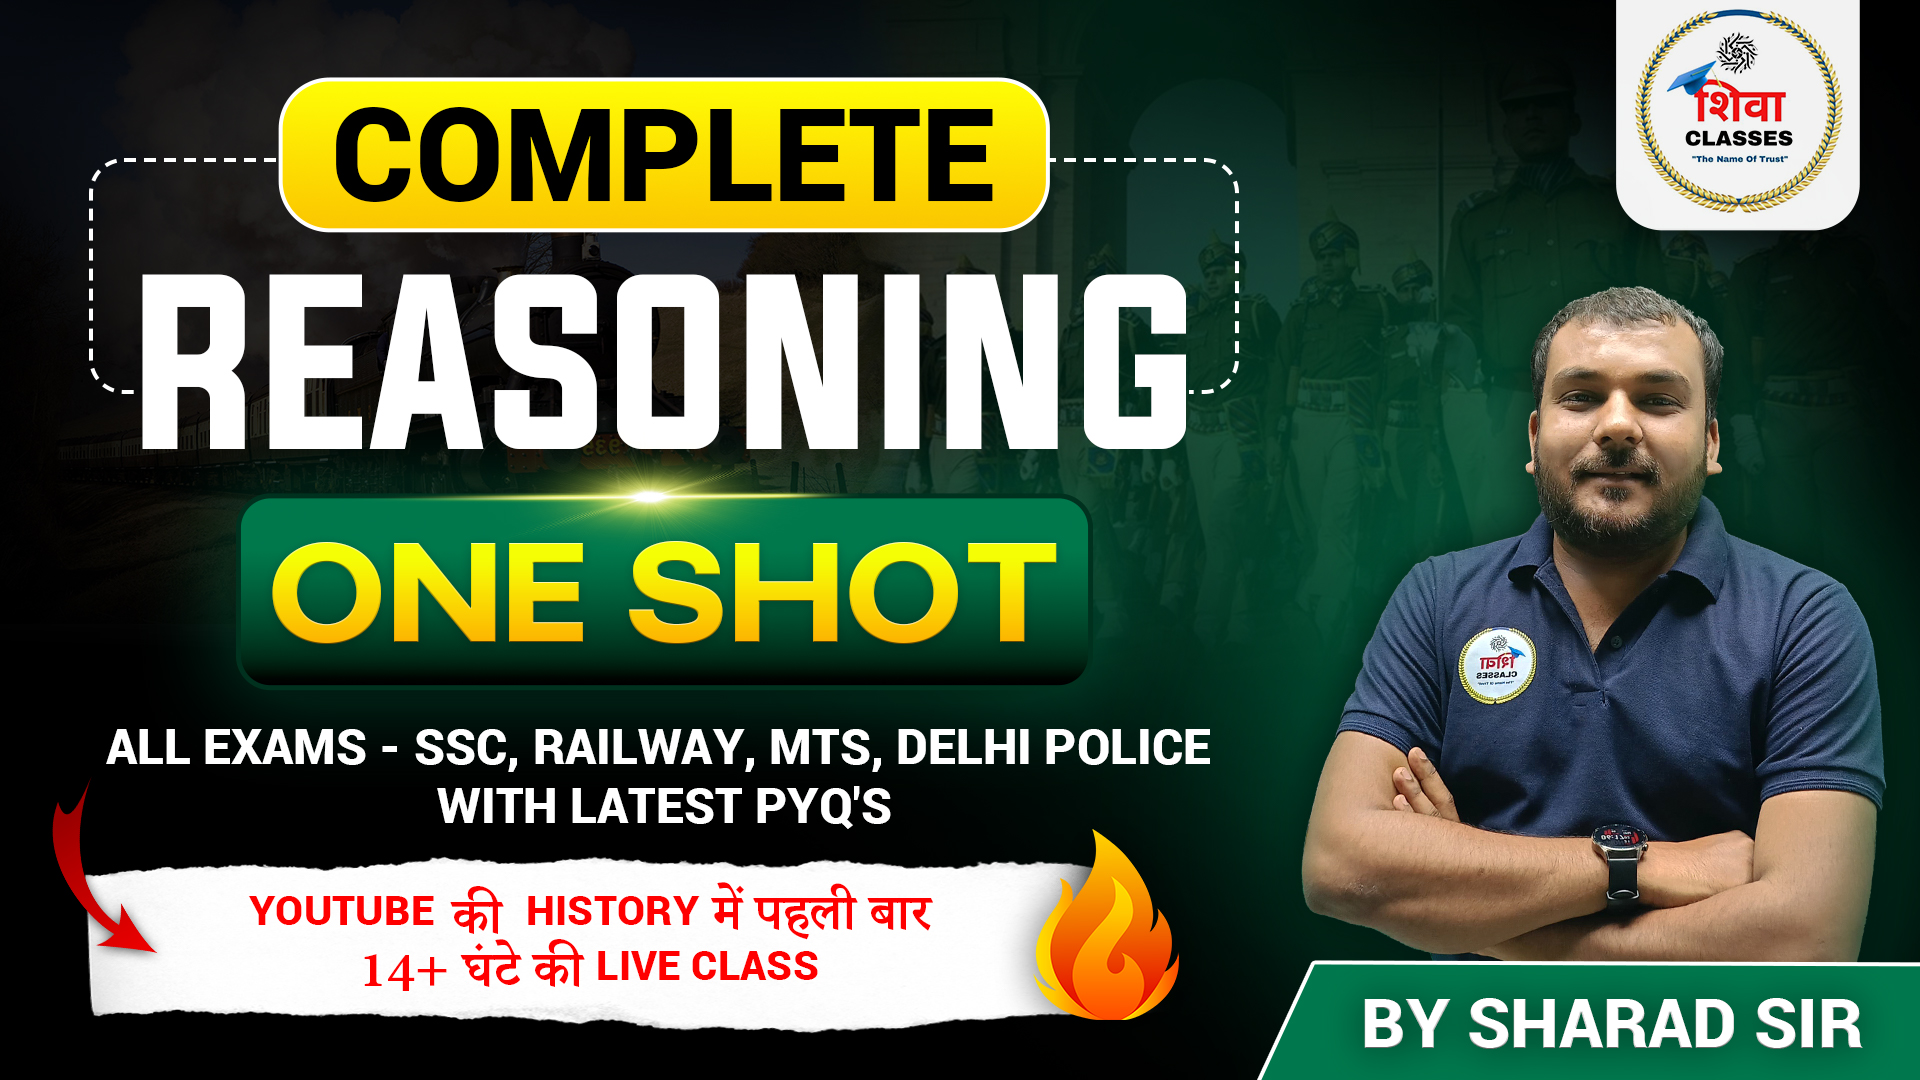 शिवा
CLASSES
"The Name Of Trust"
COMPLETE
REASONING
ONE SHOT
ALL EXAMS - SSC, RAILWAY, MTS, DELHI POLICE
WITH LATEST PYQ'S
YOUTUBE की HISTORY में पहली बार
14+ घंटे की LIVE CLASS
शिवा
CLASSES
BY SHARAD SIR